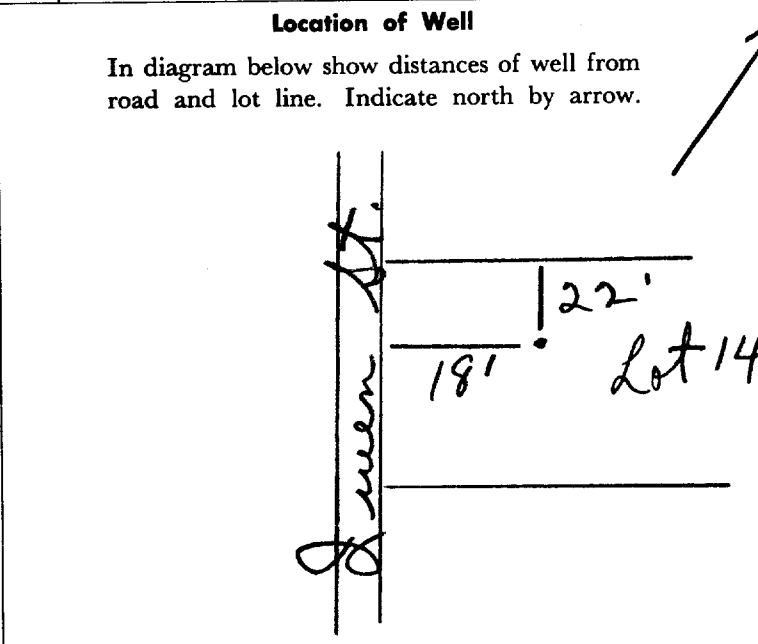 Location of Well
In diagram below show distances of well from
road and lot line. Indicate north by arrow.
Queen St.
22'
18'
Lot 14